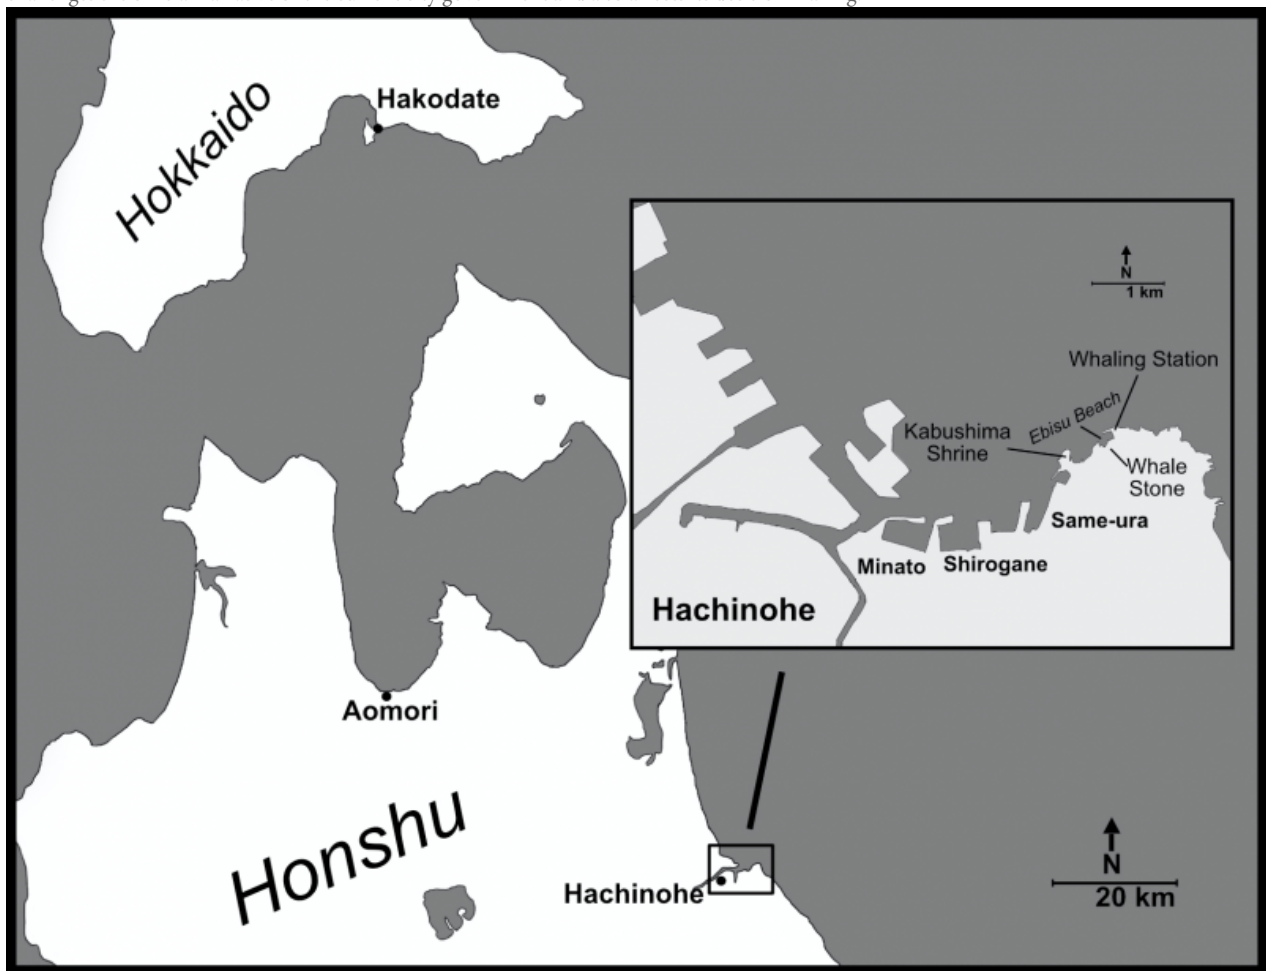 Hakodate
Hokkaido
N
1 km
Whaling Station
Ebisu Beach
Kabushima
Shrine
Whale
Stone
Same-ura
Minato
Shirogane
Hachinohe
Aomori
Honshu
Hachinohe
N
20 km